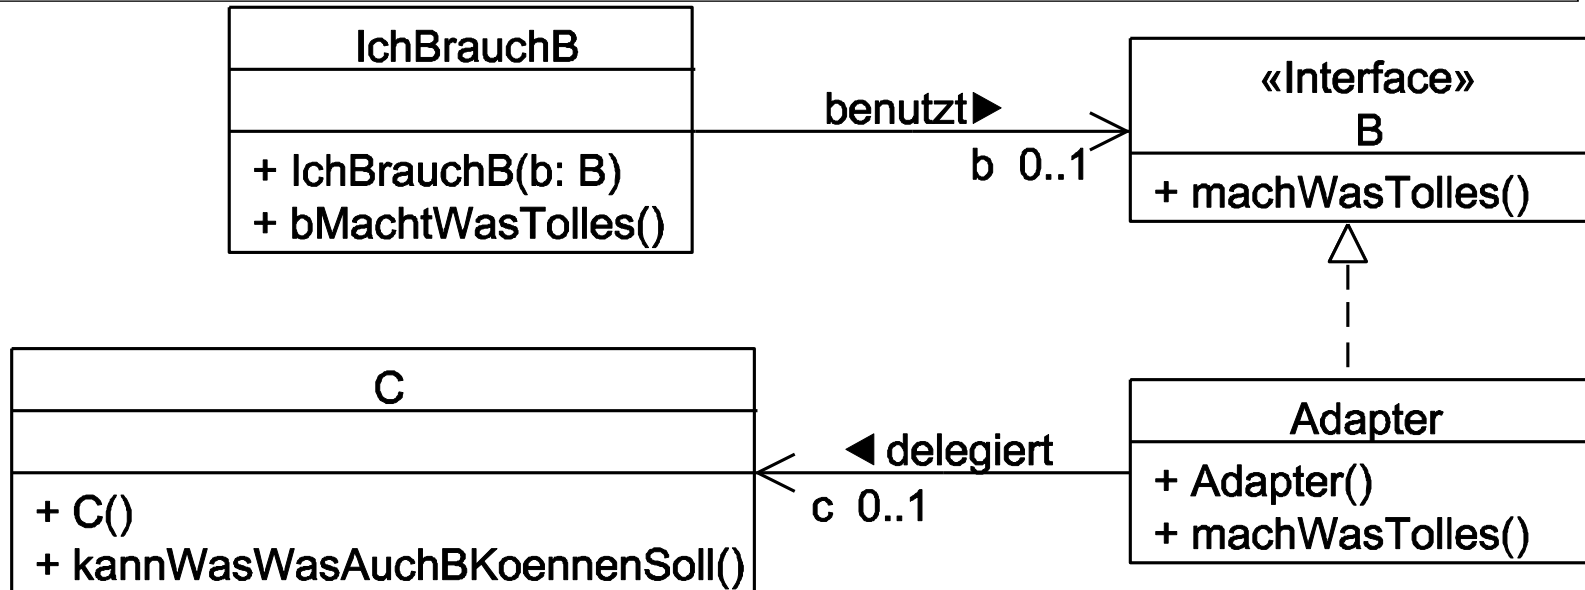 IchBrauchB
+ IchBrauchB(b: B)
+ bMachtWasTolles()
benutzt▶
b 0..1
«Interface»
B
+ machWasTolles()
C
+ C()
+ kannWasWasAuchBKoennenSoll()
◀ delegiert
c 0..1
Adapter
+ Adapter()
+ machWasTolles()